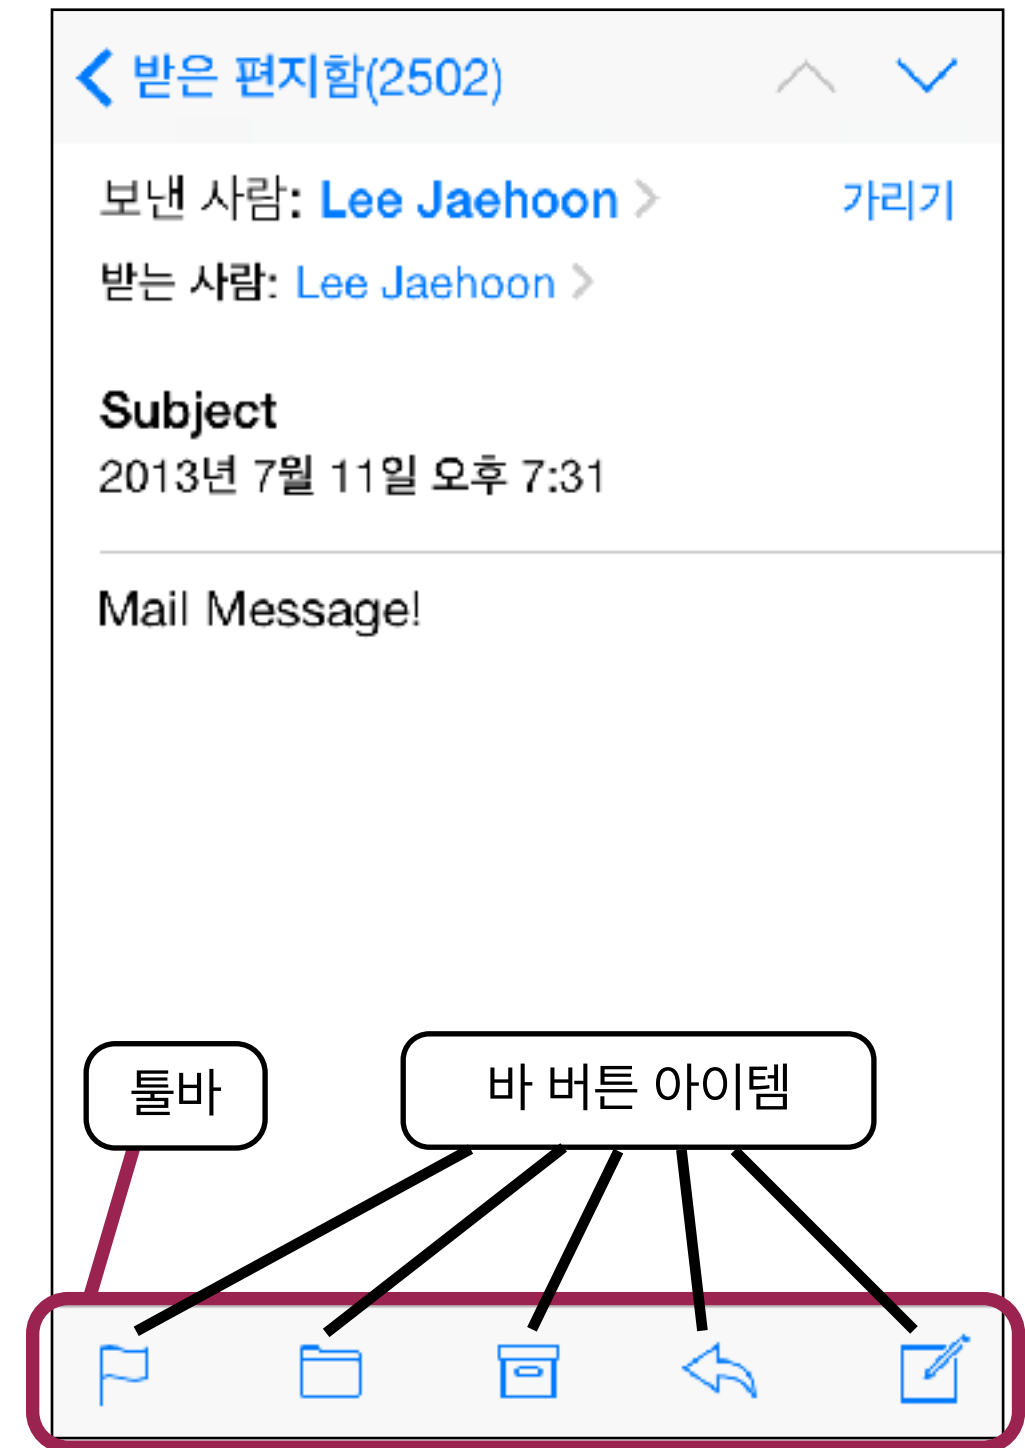 받은 편지함(2502)
보낸 사람: Lee Jaehoon 가리기
받는 사람: Lee Jaehoon
Subject
2013년 7월 11일 오후 7:31
Mail Message!
툴바
바 버튼 아이템